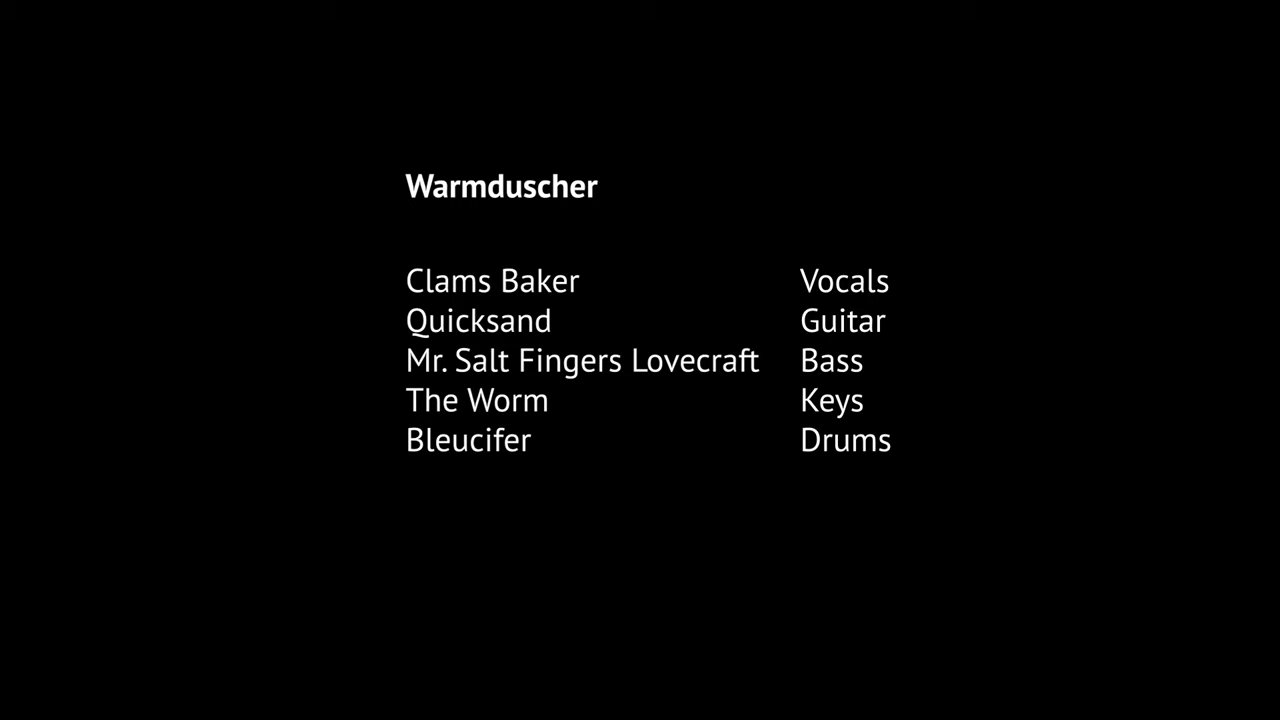 Warmduscher
Clams Baker Vocals
Quicksand Guitar
Mr. Salt Fingers Lovecraft Bass
The Worm Keys
Bleucifer Drums